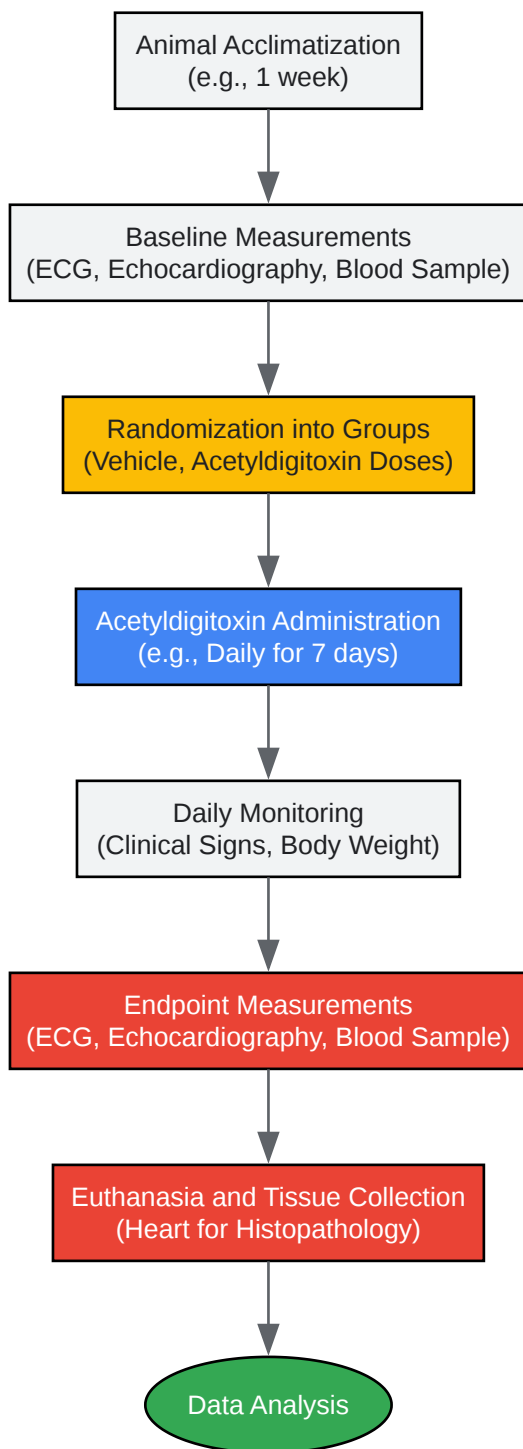 Animal Acclimatization
(e.g., 1 week)
Baseline Measurements
(ECG, Echocardiography, Blood Sample)
Randomization into Groups
(Vehicle, Acetyldigitoxin Doses)
Acetyldigitoxin Administration
(e.g., Daily for 7 days)
Daily Monitoring
(Clinical Signs, Body Weight)
Endpoint Measurements
(ECG, Echocardiography, Blood Sample)
Euthanasia and Tissue Collection
(Heart for Histopathology)
Data Analysis